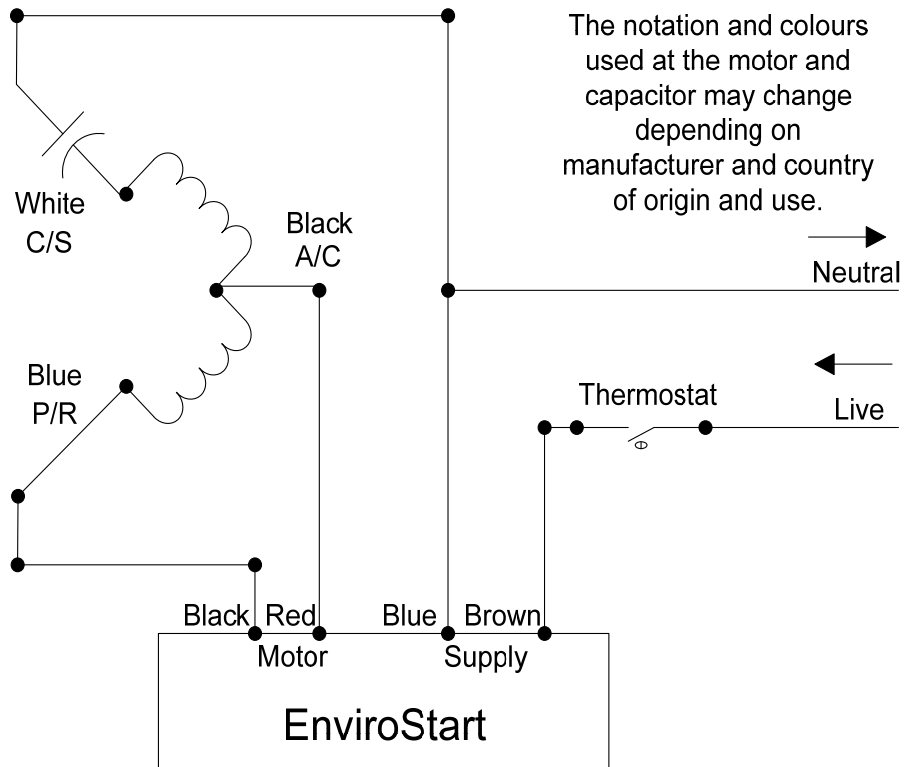 The notation and colours
used at the motor and
capacitor may change
depending on
manufacturer and country
of origin and use.
White
C/S
Black
A/C
Neutral
Blue
P/R
Thermostat
Live
θ
Black Red Blue Brown
Motor Supply
EnviroStart